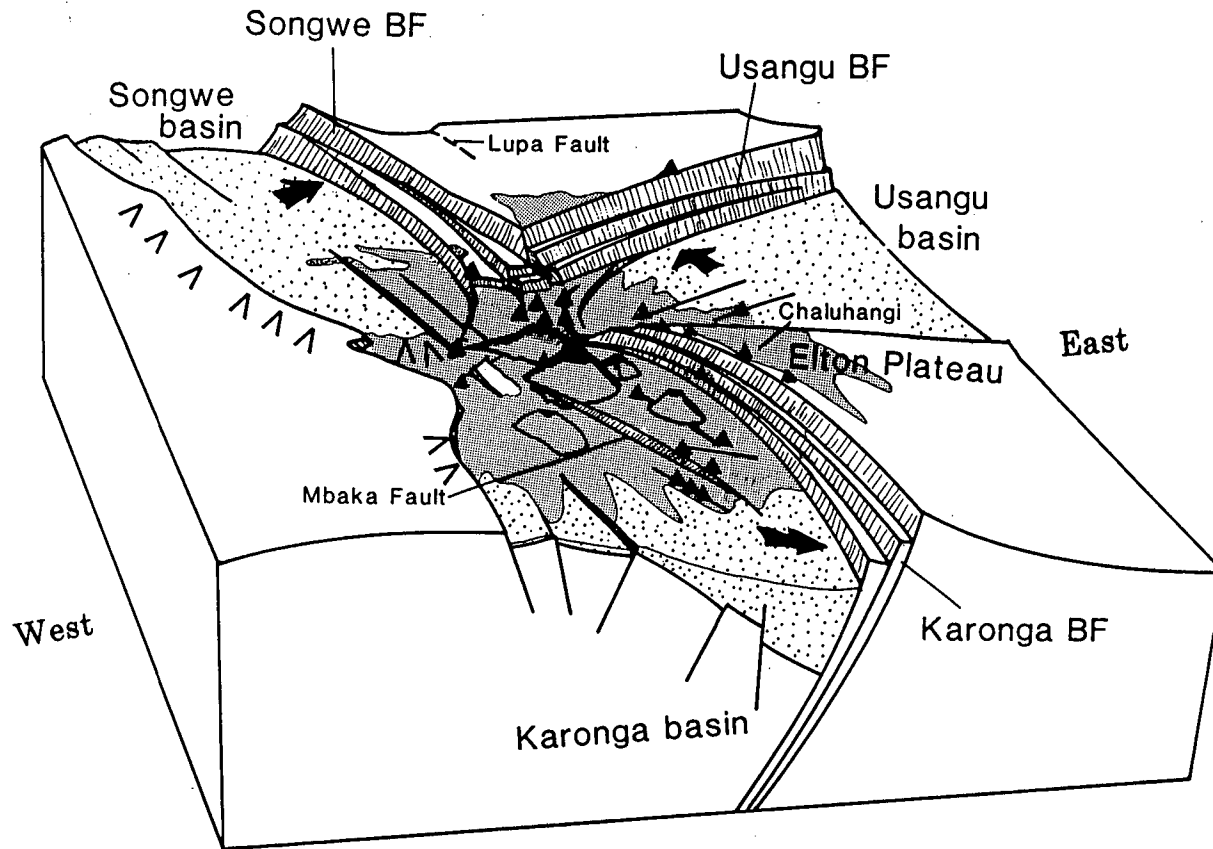 Songwe BF
Usangu BF
Songwe
basin
Lupa Fault
Usangu
basin
Chaluhangi
East
Elton Plateau
Mbaka Fault
West
Karonga BF
Karonga basin